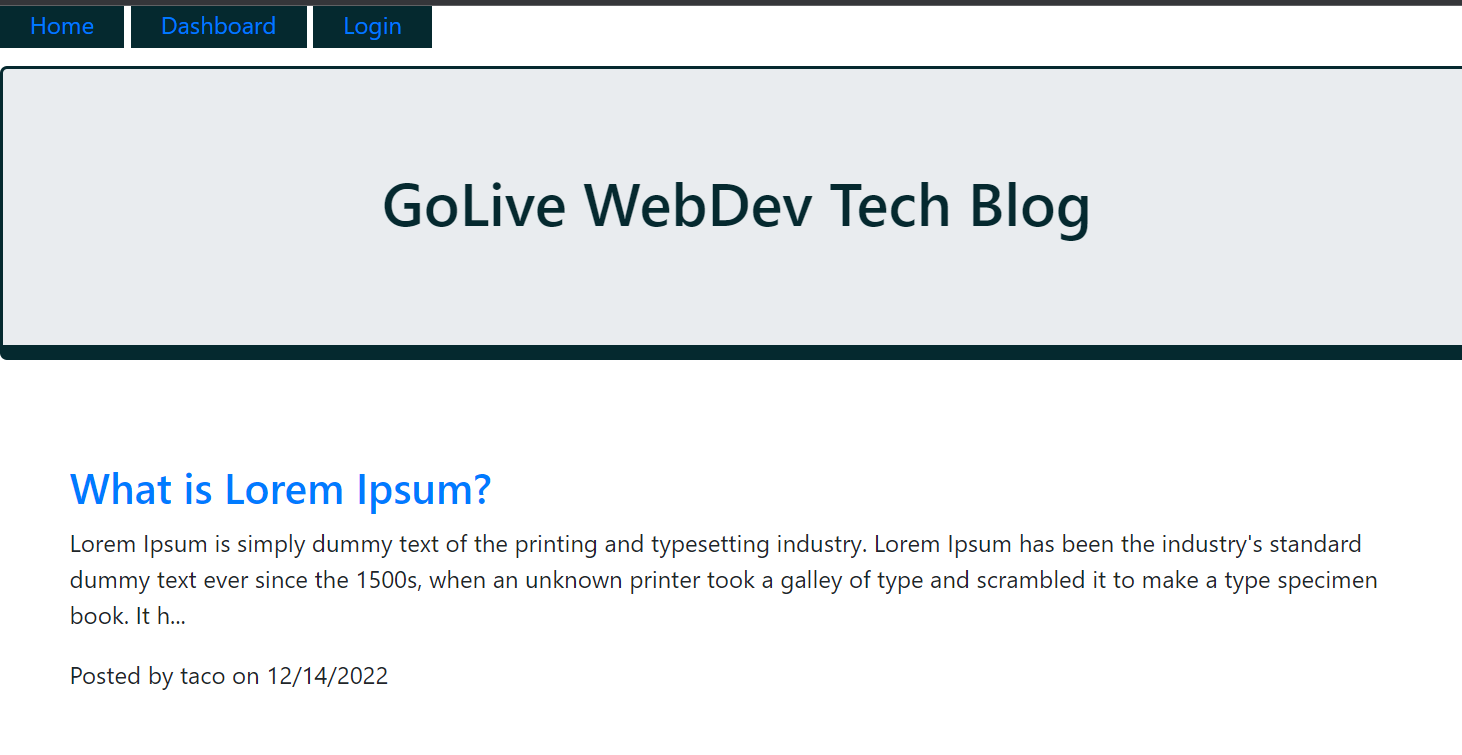 Home Dashboard Login
GoLive WebDev Tech Blog
What is Lorem Ipsum?
Lorem Ipsum is simply dummy text of the printing and typesetting industry. Lorem Ipsum has been the industry's standard
dummy text ever since the 1500s, when an unknown printer took a galley of type and scrambled it to make a type specimen
book. It h...
Posted by taco on 12/14/2022